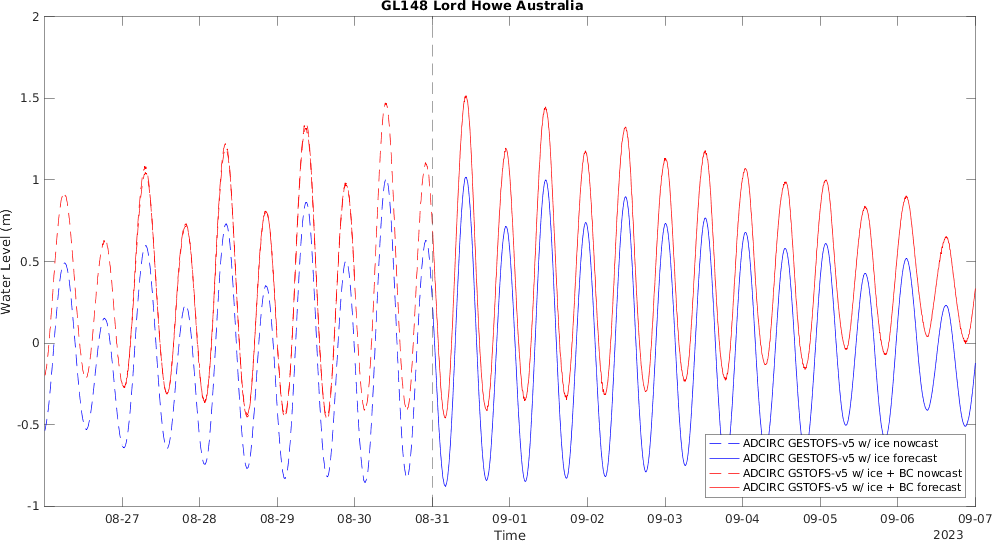 GL148 Lord Howe Australia
Water Level (m)
2
1.5
1
0.5
0
-0.5
-1
08-27
08-28
08-29
08-30
08-31
09-01
09-02
09-03
09-04
09-05
09-06
09-07
Time
2023
ADCIRC GESTOFS-v5 w/ ice nowcast
ADCIRC GESTOFS-v5 w/ ice forecast
ADCIRC GSTOFS-v5 w/ ice + BC nowcast
ADCIRC GSTOFS-v5 w/ ice + BC forecast